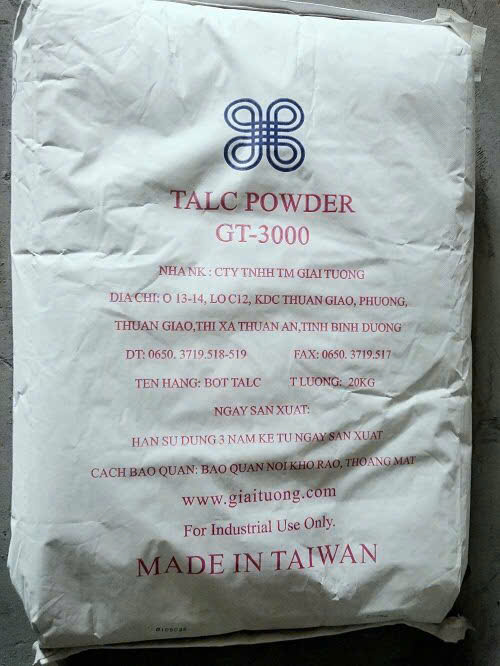 TALC POWDER
GT-3000
NHA NK : CTY TNHH TM GIAI TUONG
DIA CHI: O 13-14, LO C12, KDC THUAN GIAO, PHUONG,
THUAN GIAO,THI XA THUAN AN,TINH BINH DUONG
DT: 0650. 3719.518-519 FAX: 0650. 3719.517
TEN HANG: BOT TALC T LUONG: 20KG
NGAY SAN XUAT:
HAN SU DUNG 3 NAM KE TU NGAY SAN XUAT
CACH BAO QUAN: BAO QUAN NOI KHO RAO, THOANG MAT
www.giaituong.com
For Industrial Use Only.
MADE IN TAIWAN